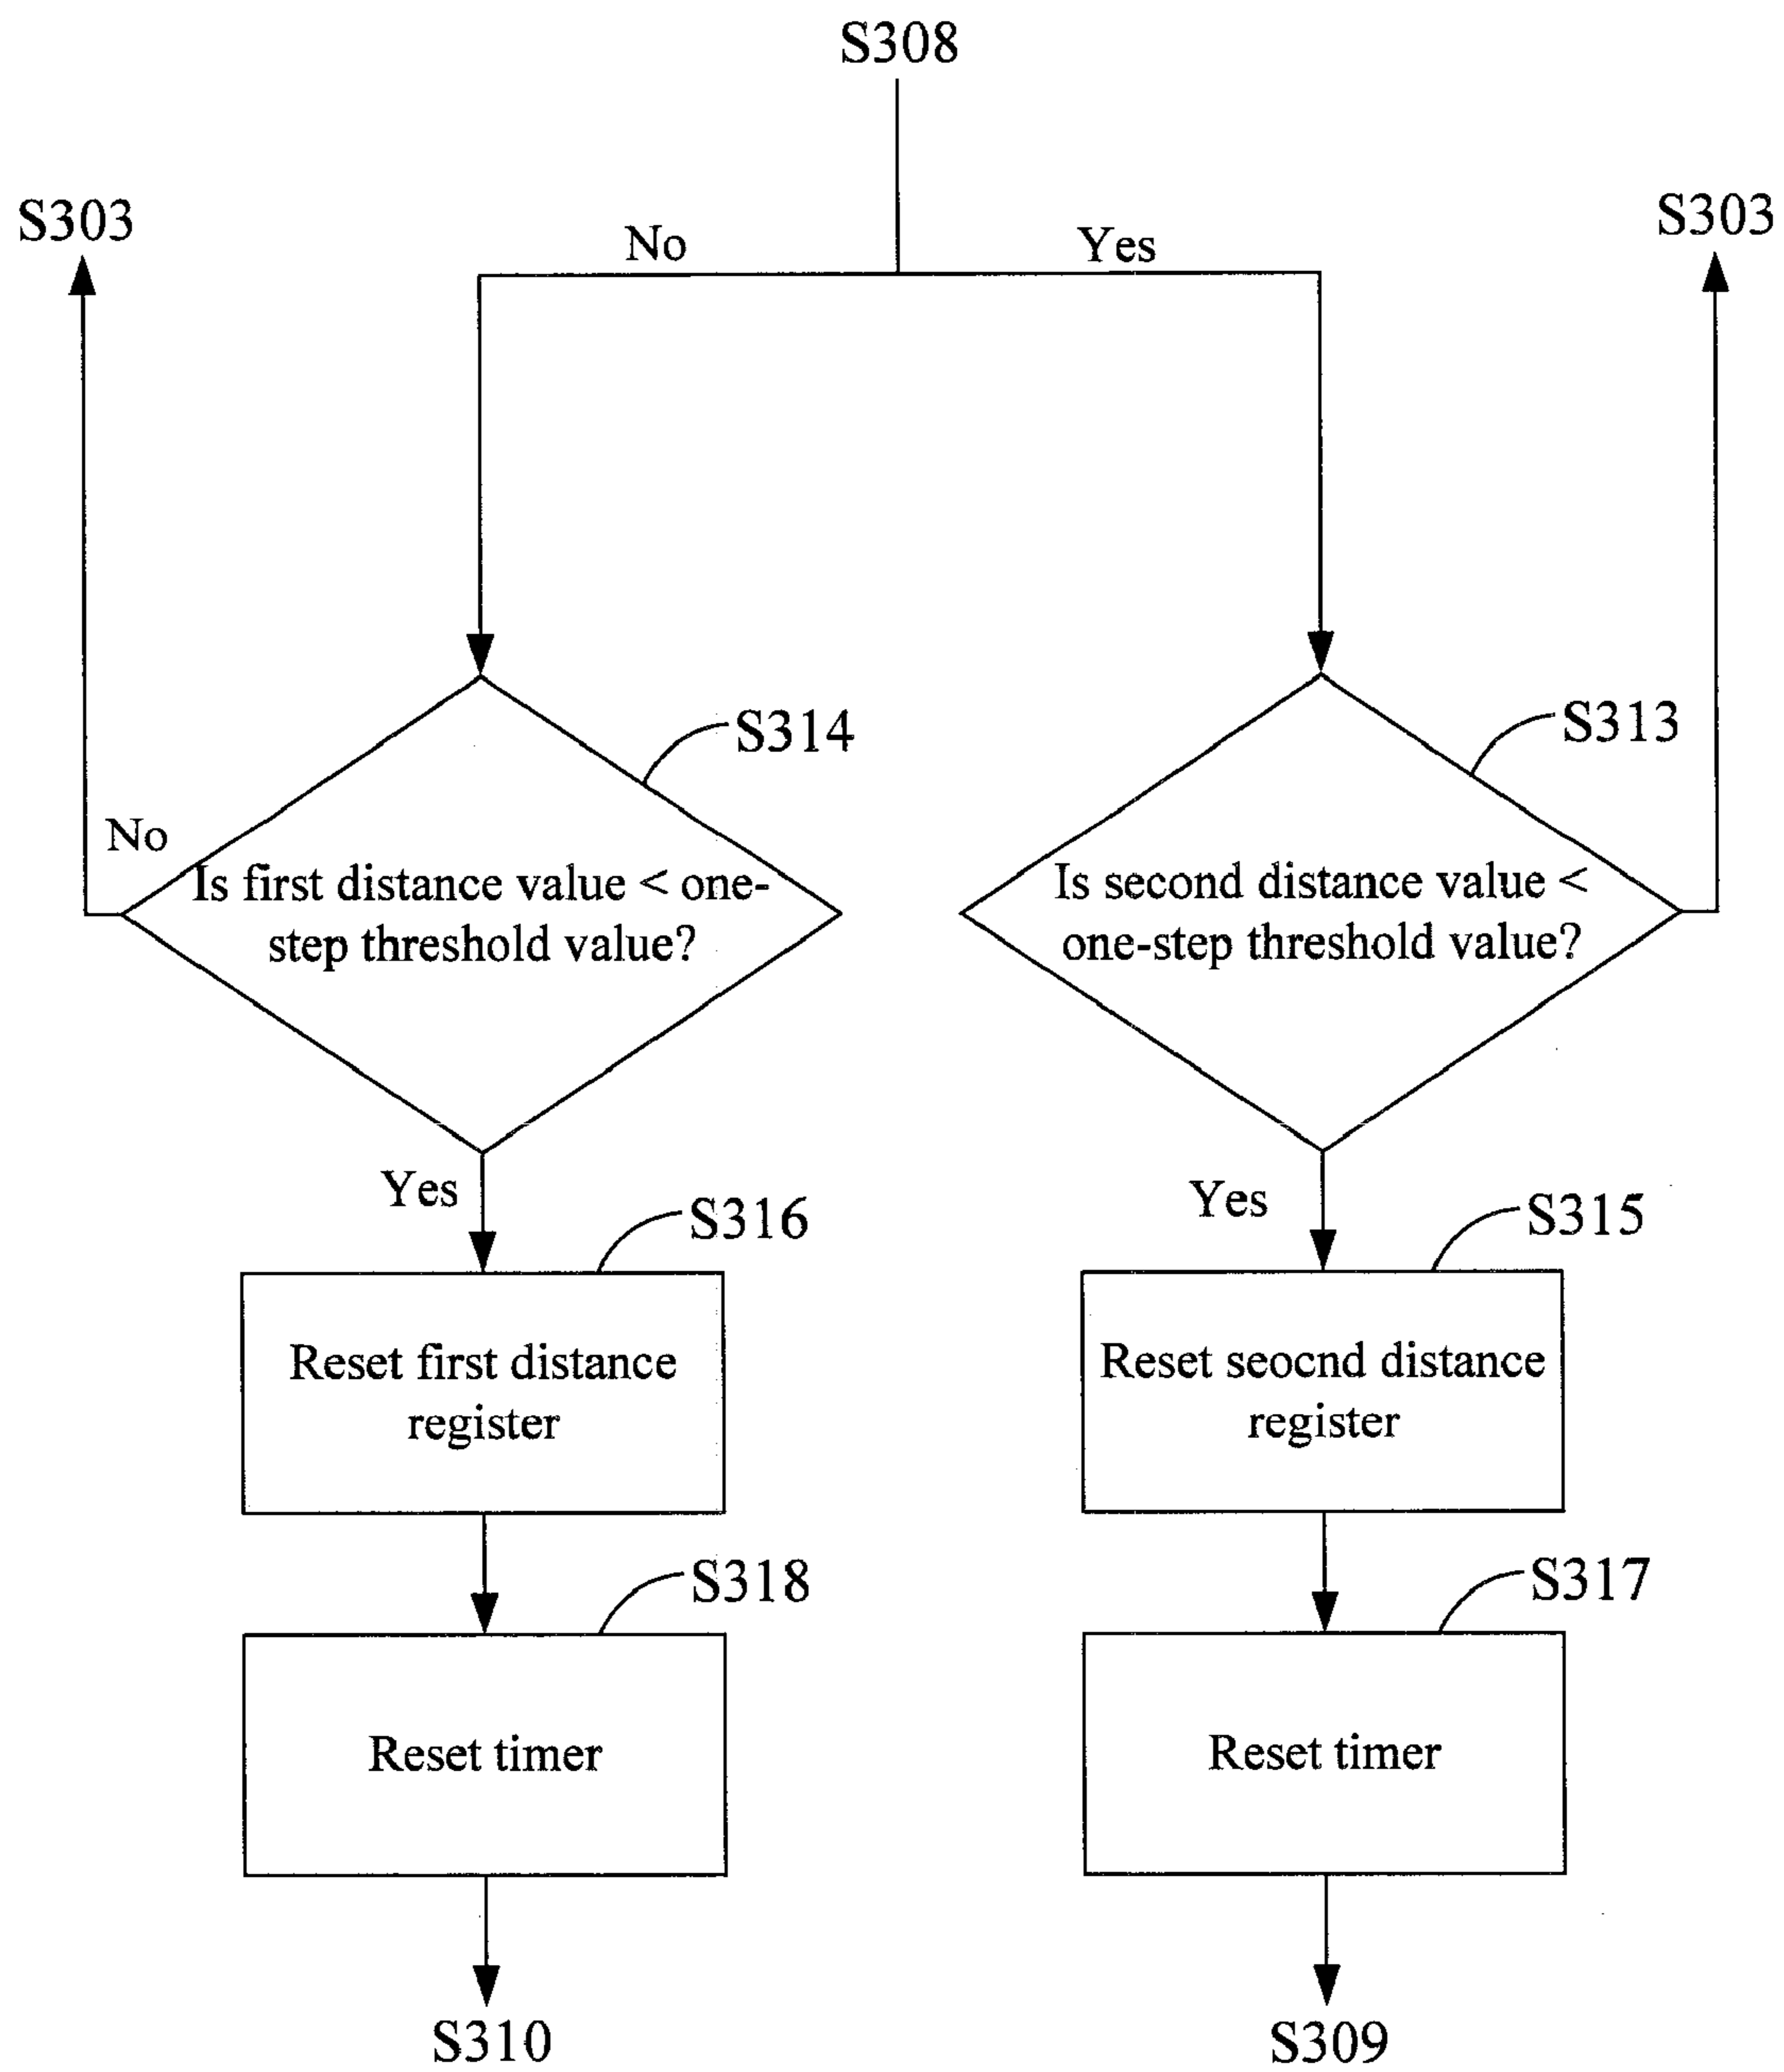 S308
S303
S303
No
Yes
S314
S313
No
Is first distance value < one-
step threshold value?
Is second distance value <
one-step threshold value?
Yes
Yes
S316
S315
Reset first distance
register
Reset seocnd distance
register
S318
S317
Reset timer
Reset timer
S310
S309